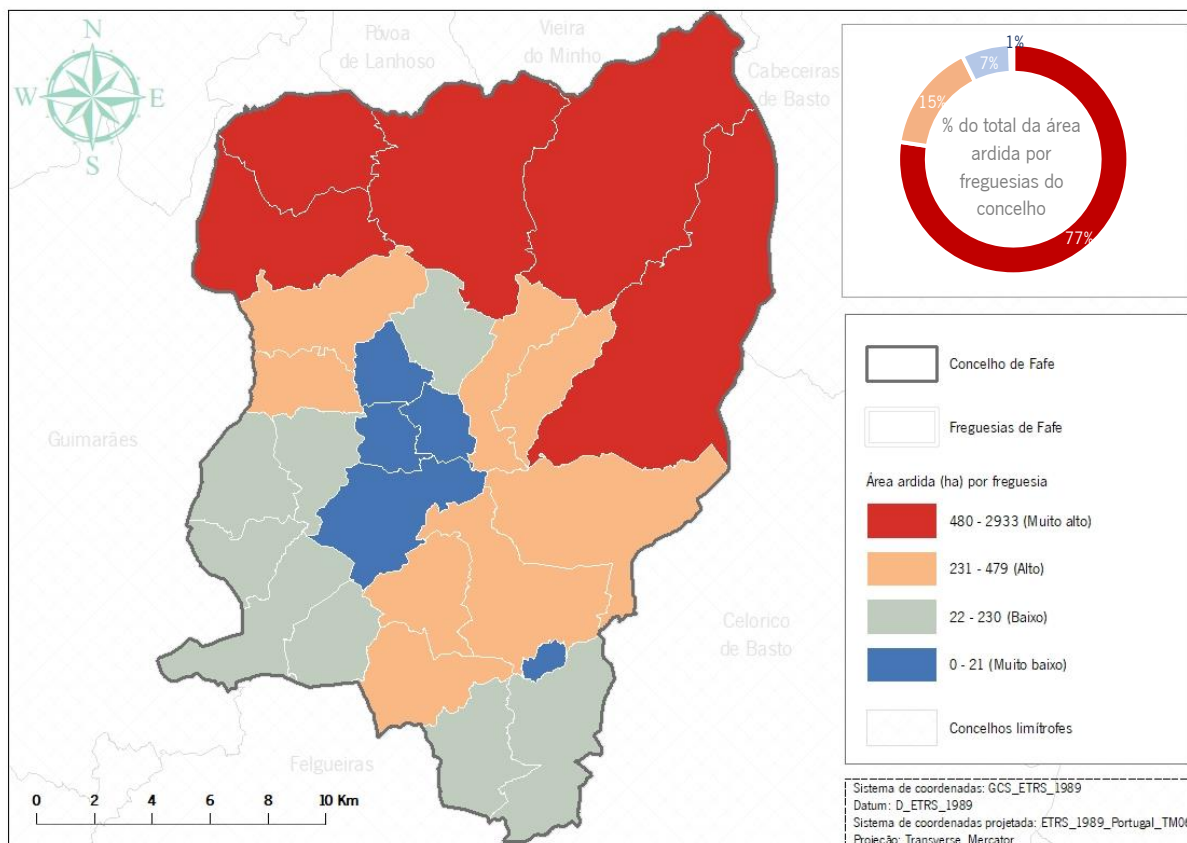 N
W E
S
Póvoa
de Lanhoso
Vieira
do Minho
Cabeceiras
de Basto
Guimarães
Celorico
de Basto
Felgueiras
0 2 4 6 8 10 Km
1%
7%
15%
77%
% do total da área
ardida por
freguesias do
concelho
Concelho de Fafe
Freguesias de Fafe
Área ardida (ha) por freguesia
480 - 2933 (Muito alto)
231 - 479 (Alto)
22 - 230 (Baixo)
0 - 21 (Muito baixo)
Concelhos limítrofes
Sistema de coordenadas: GCS_ETRS_1989
Datum: D_ETRS_1989
Sistema de coordenadas projetada: ETRS_1989_Portugal_TM06
Projeção: Transverse_Mercator